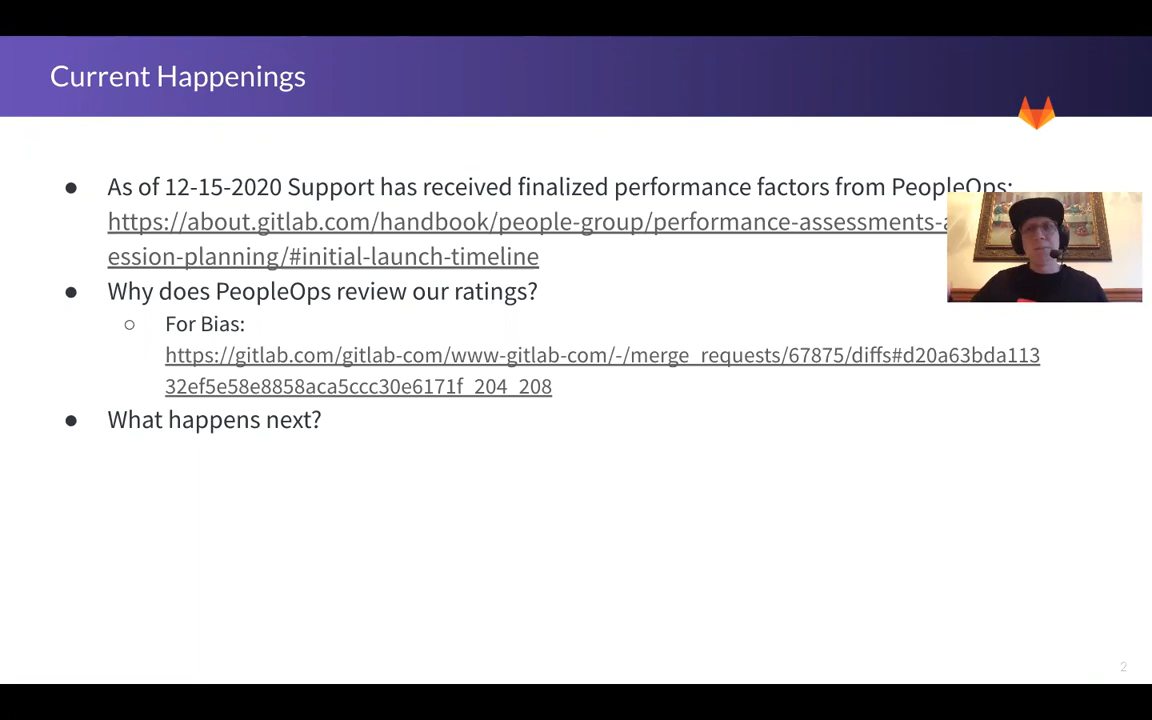 Current Happenings
● As of 12-15-2020 Support has received finalized performance factors from PeopleOps:
https://about.gitlab.com/handbook/people-group/performance-assessments-
ession-planning/#initial-launch-timeline
● Why does PeopleOps review our ratings?
○ For Bias:
https://gitlab.com/gitlab-com/www-gitlab-com/-/merge_requests/67875/diffs#d20a63bda113
32ef5e58e8858aca5ccc30e6171f_204_208
● What happens next?
2